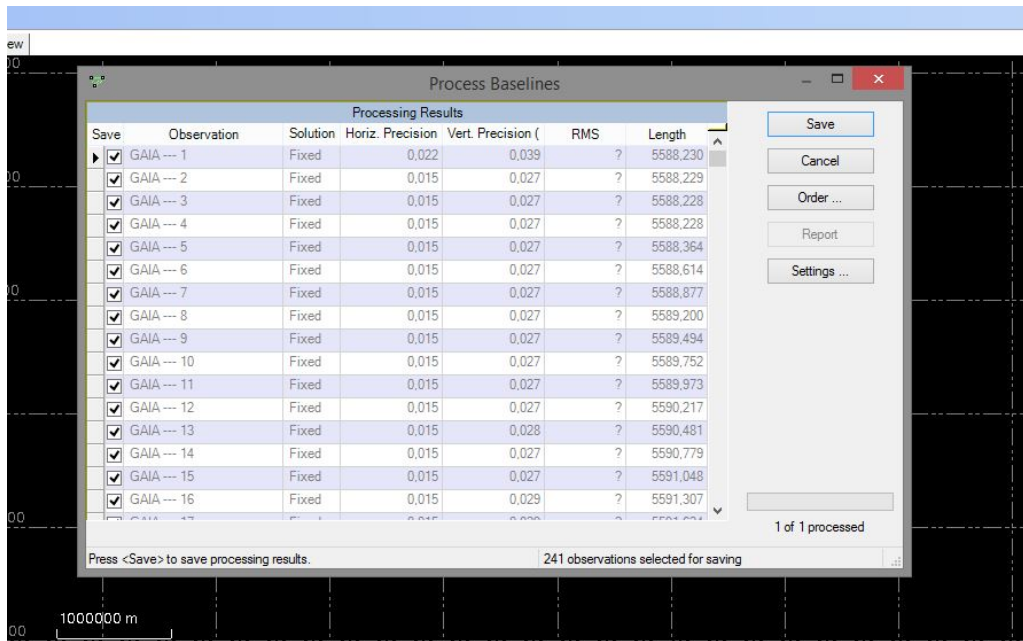 ew
00
Process Baselines
Processing Results
Save Observation Solution Horiz. Precision Vert. Precision ( RMS Length
GAIA --- 1 Fixed 0,022 0,039 ? 5588,230
GAIA --- 2 Fixed 0,015 0,027 ? 5588,229
GAIA --- 3 Fixed 0,015 0,027 ? 5588,228
GAIA --- 4 Fixed 0,015 0,027 ? 5588,228
GAIA --- 5 Fixed 0,015 0,027 ? 5588,364
GAIA --- 6 Fixed 0,015 0,027 ? 5588,614
GAIA --- 7 Fixed 0,015 0,027 ? 5588,877
GAIA --- 8 Fixed 0,015 0,027 ? 5589,200
GAIA --- 9 Fixed 0,015 0,027 ? 5589,494
GAIA --- 10 Fixed 0,015 0,027 ? 5589,752
GAIA --- 11 Fixed 0,015 0,027 ? 5589,973
GAIA --- 12 Fixed 0,015 0,027 ? 5590,217
GAIA --- 13 Fixed 0,015 0,028 ? 5590,481
GAIA --- 14 Fixed 0,015 0,027 ? 5590,779
GAIA --- 15 Fixed 0,015 0,027 ? 5591,048
GAIA --- 16 Fixed 0,015 0,029 ? 5591,307
Save
Cancel
Order ...
Report
Settings ...
1 of 1 processed
Press <Save> to save processing results. 241 observations selected for saving
00
00
00
00
1000000 m
00